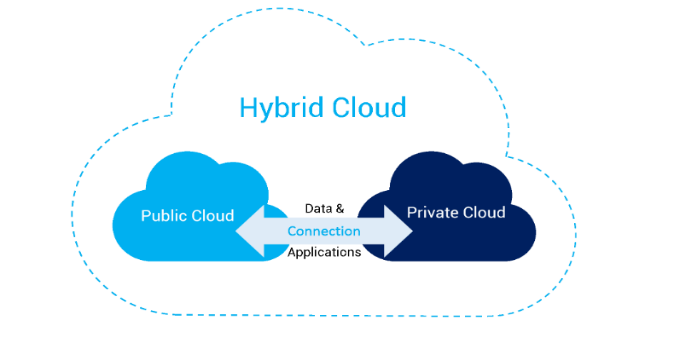 Hybrid Cloud
Public Cloud
Data &
Connection
Applications
Private Cloud